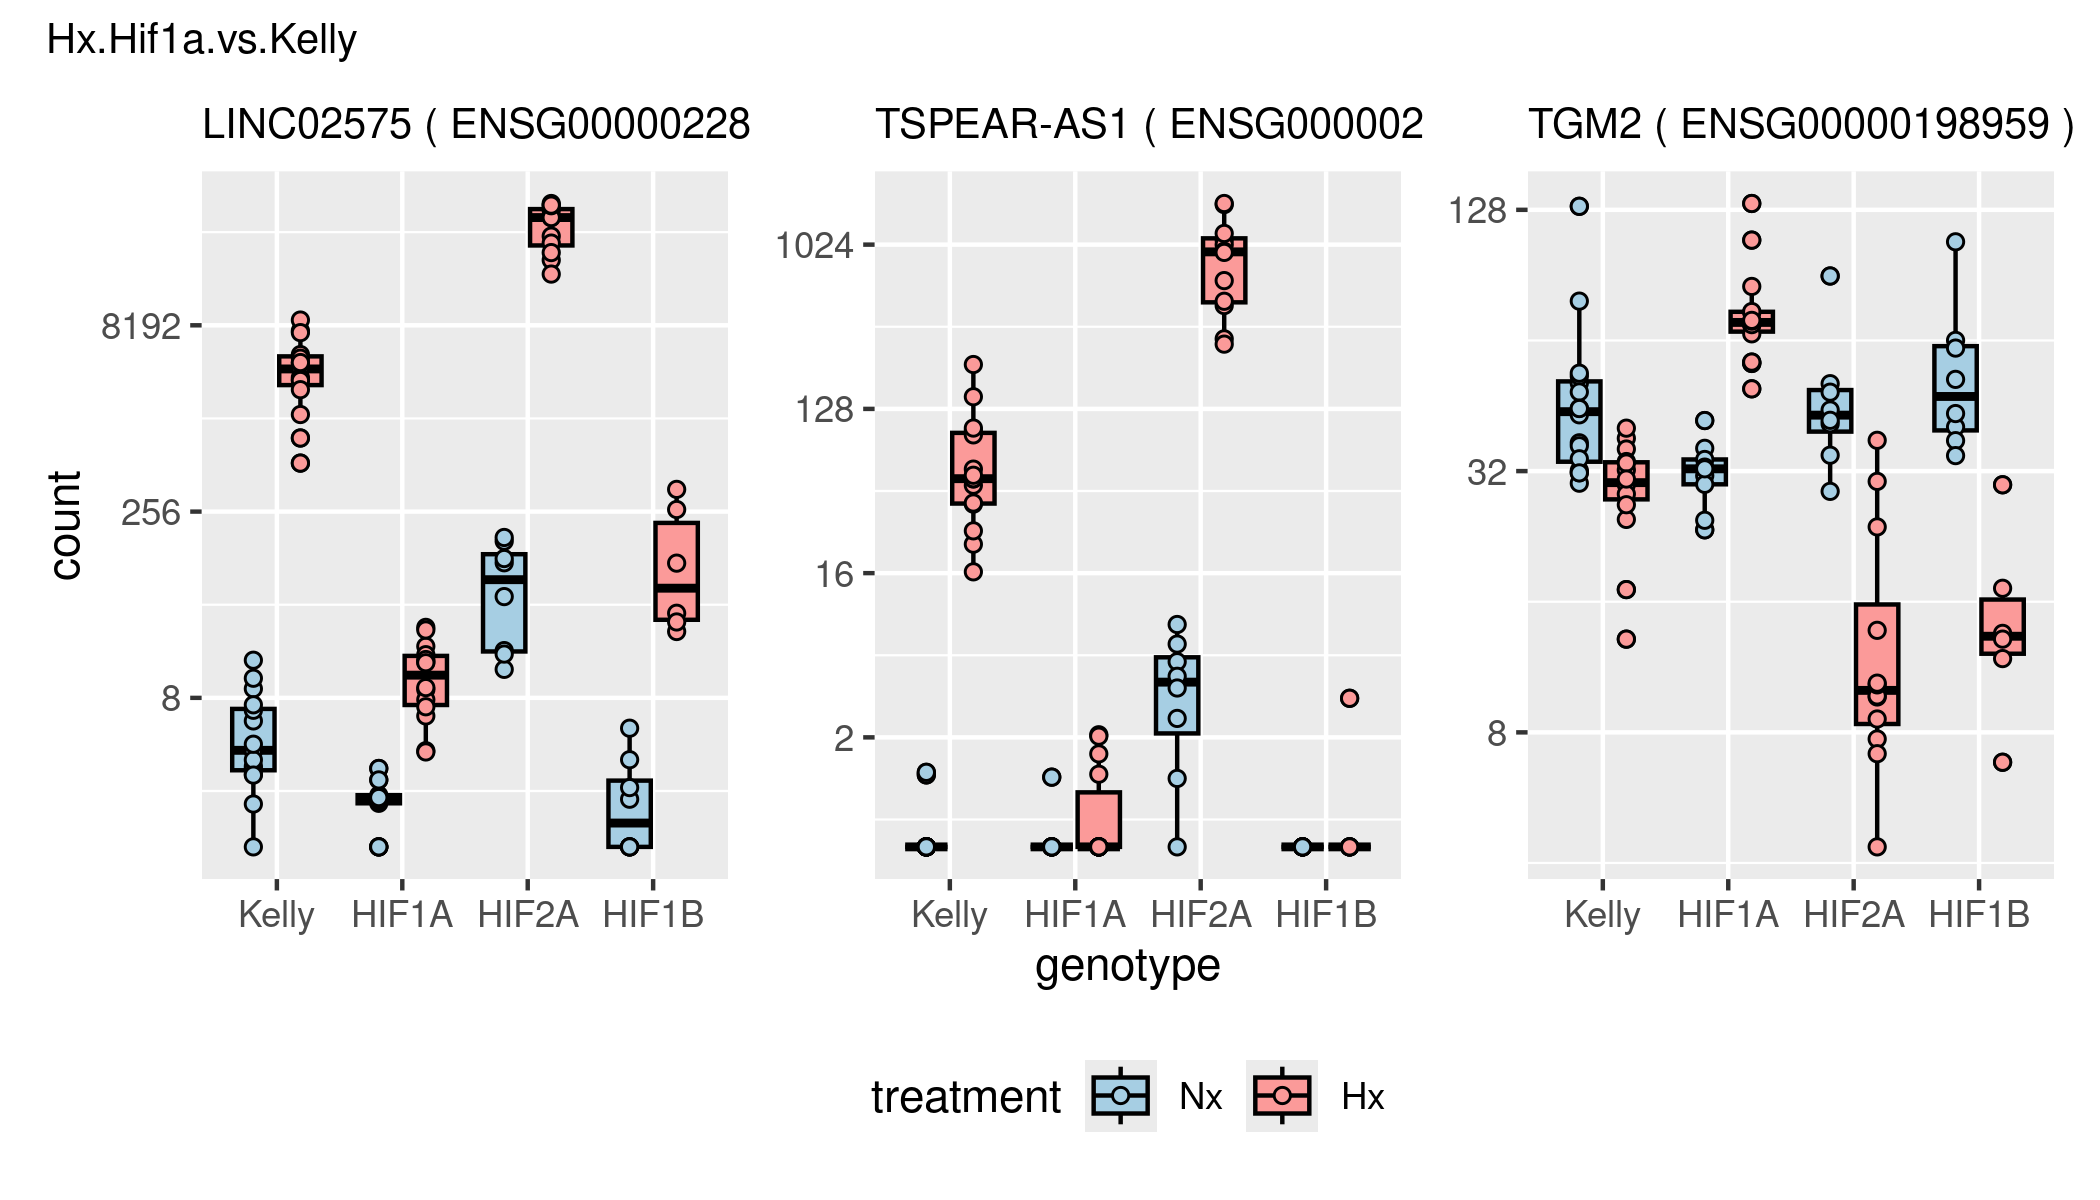 Hx.Hif1a.vs.Kelly
LINC02575 ( ENSG00000228
TSPEAR-AS1 ( ENSG000002
TGM2 ( ENSG00000198959 )
count
8192
256
8
1024
128
16
2
128
32
8
Kelly HIF1A HIF2A HIF1B
Kelly HIF1A HIF2A HIF1B
Kelly HIF1A HIF2A HIF1B
genotype
treatment Nx Hx